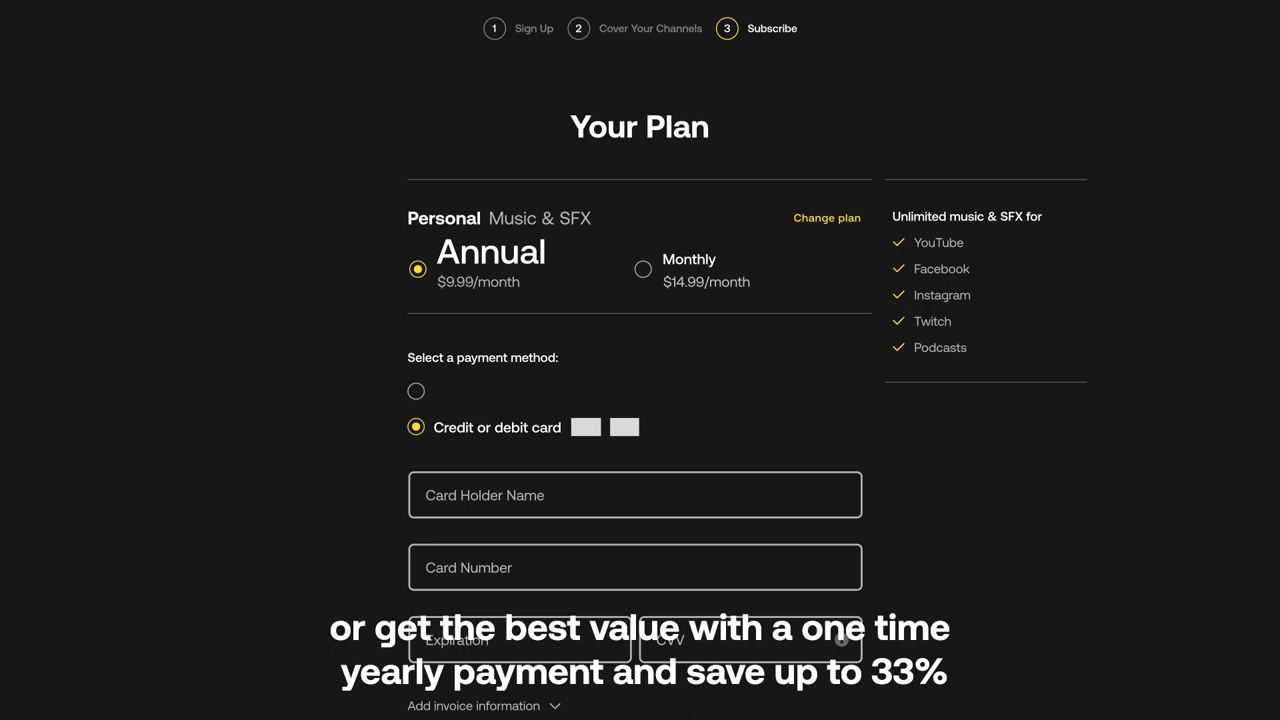 1 Sign Up 2 Cover Your Channels 3 Subscribe
Your Plan
Personal Music & SFX
Change plan
Annual
$9.99/month
Monthly
$14.99/month
Unlimited music & SFX for
YouTube
Facebook
Instagram
Twitch
Podcasts
Select a payment method:
Credit or debit card
Card Holder Name
Card Number
Expiration
CVV
or get the best value with a one time
yearly payment and save up to 33%
Add invoice information